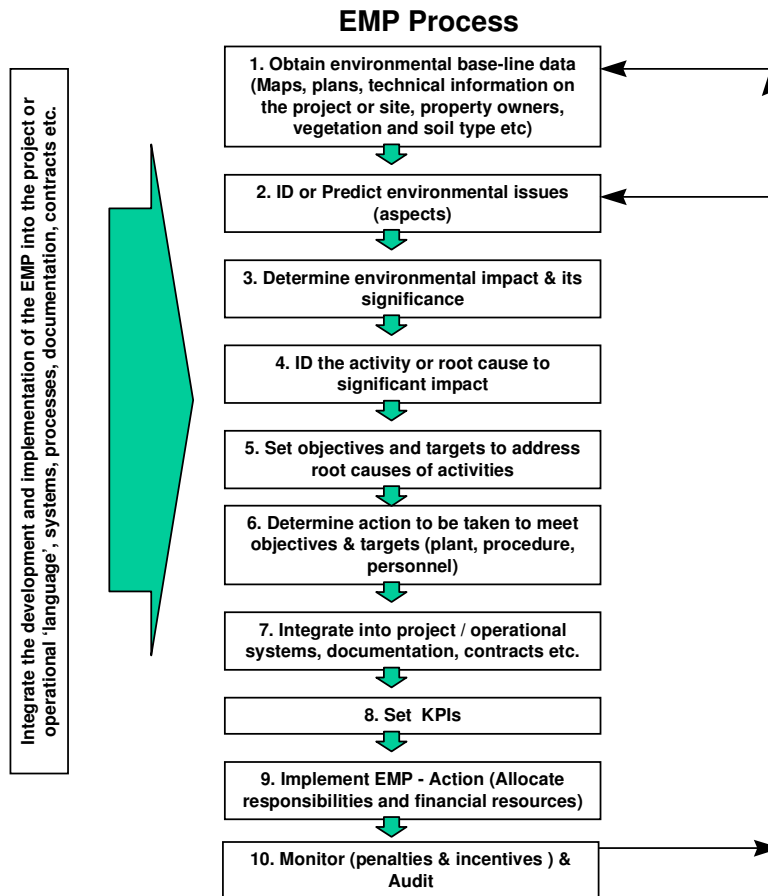 EMP Process
Integrate the development and implementation of the EMP into the project or
operational ‘language’, systems, processes, documentation, contracts etc.
1. Obtain environmental base-line data
(Maps, plans, technical information on
the project or site, property owners,
vegetation and soil type etc)
2. ID or Predict environmental issues
(aspects)
3. Determine environmental impact & its
significance
4. ID the activity or root cause to
significant impact
5. Set objectives and targets to address
root causes of activities
6. Determine action to be taken to meet
objectives & targets (plant, procedure,
personnel)
7. Integrate into project / operational
systems, documentation, contracts etc.
8. Set KPIs
9. Implement EMP - Action (Allocate
responsibilities and financial resources)
10. Monitor (penalties & incentives ) &
Audit